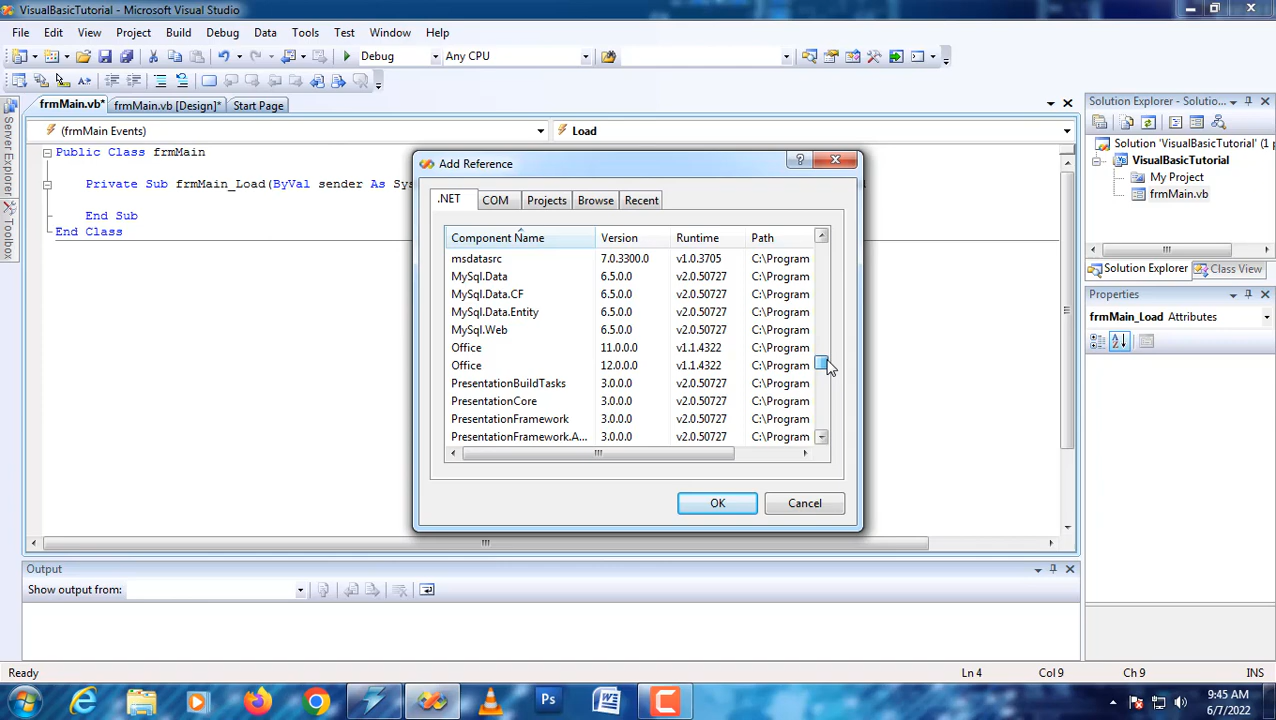 VisualBasicTutorial - Microsoft Visual Studio
File Edit View Project Build Debug Data Tools Test Window Help
Debug Any CPU
frmMain.vb* frmMain.vb [Design]* Start Page
(frmMain Events) Load
Public Class frmMain
Private Sub frmMain_Load(ByVal sender As Sys
End Sub
End Class
Server Explorer
Toolbox
Add Reference
.NET COM Projects Browse Recent
Component Name Version Runtime Path
msdatasrc 7.0.3300.0 v1.0.3705 C:\Program
MySql.Data 6.5.0.0 v2.0.50727 C:\Program
MySql.Data.CF 6.5.0.0 v2.0.50727 C:\Program
MySql.Data.Entity 6.5.0.0 v2.0.50727 C:\Program
MySql.Web 6.5.0.0 v2.0.50727 C:\Program
Office 11.0.0.0 v1.1.4322 C:\Program
Office 12.0.0.0 v1.1.4322 C:\Program
PresentationBuildTasks 3.0.0.0 v2.0.50727 C:\Program
PresentationCore 3.0.0.0 v2.0.50727 C:\Program
PresentationFramework 3.0.0.0 v2.0.50727 C:\Program
PresentationFramework.A... 3.0.0.0 v2.0.50727 C:\Program
OK Cancel
Solution Explorer - Solutio...
Solution 'VisualBasicTutorial' (1 p
VisualBasicTutorial
My Project
frmMain.vb
Solution Explorer Class View
Properties
frmMain_Load Attributes
Output
Show output from:
Ready Ln 4 Col 9 Ch 9 INS
Ps
9:45 AM
6/7/2022